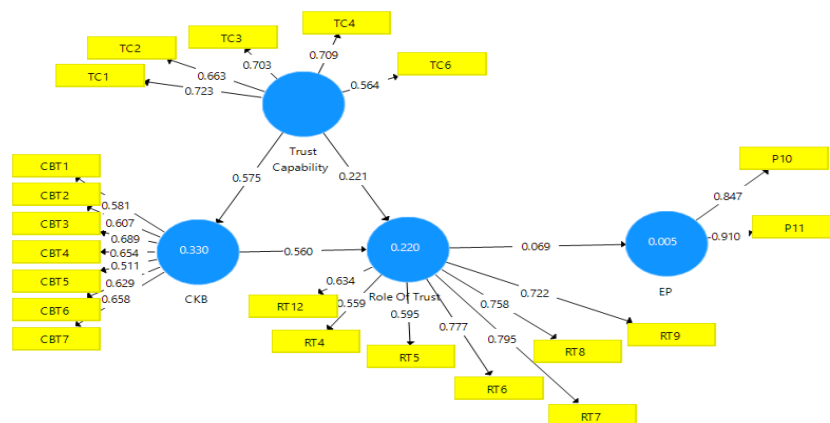 TC4
TC3
TC2
TC1
TC6
0.709
0.703
0.663
0.723
0.564
Trust
Capability
0.575
0.221
CBT1
CBT2
CBT3
CBT4
CBT5
CBT6
CBT7
0.581
0.607
0.689
0.654
0.511
0.629
0.658
0.330
CKB
0.560
0.220
Role Of Trust
0.069
0.005
EP
0.847
0.910
P10
P11
0.634
0.559
0.595
0.777
0.795
0.758
0.722
RT12
RT4
RT5
RT6
RT7
RT8
RT9